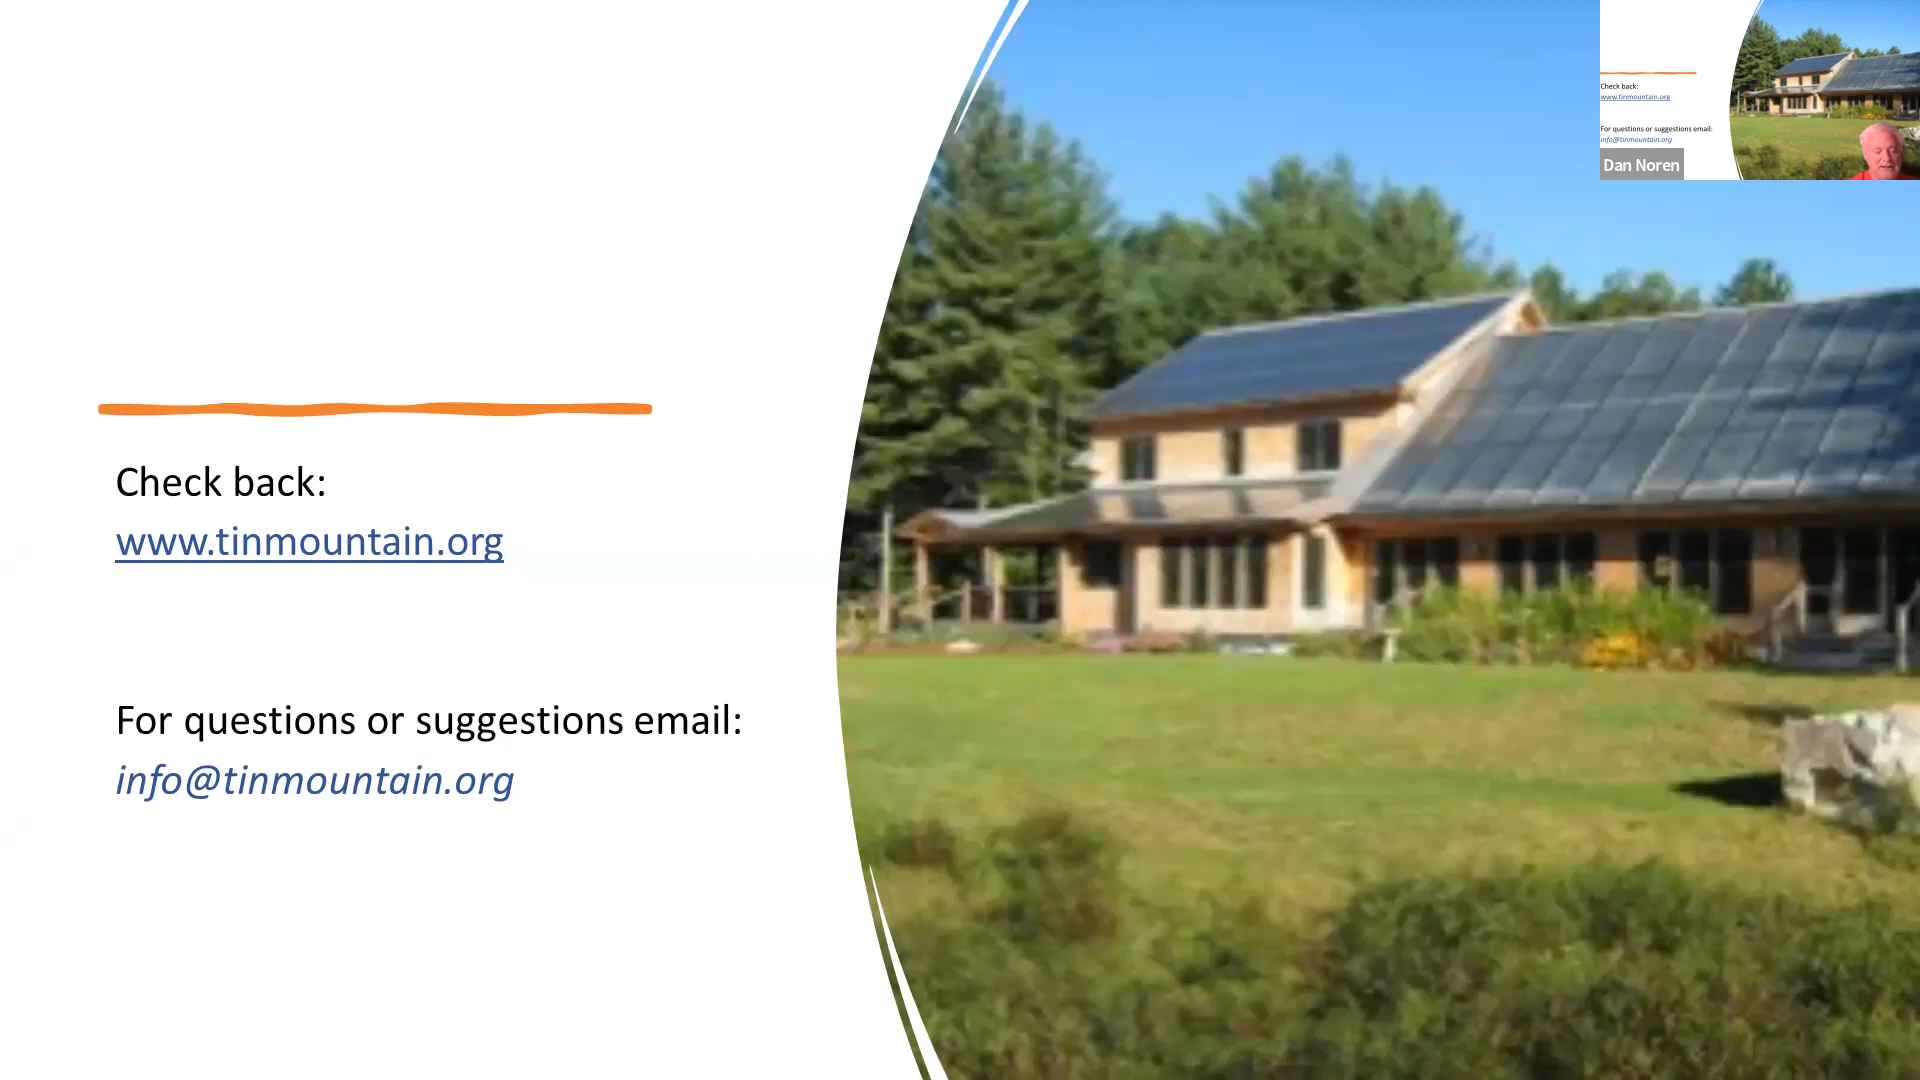 Check back:
www.tinmountain.org
For questions or suggestions email:
info@tinmountain.org
Check back:
www.tinmountain.org
For questions or suggestions email:
info@tinmountain.org
Dan Noren